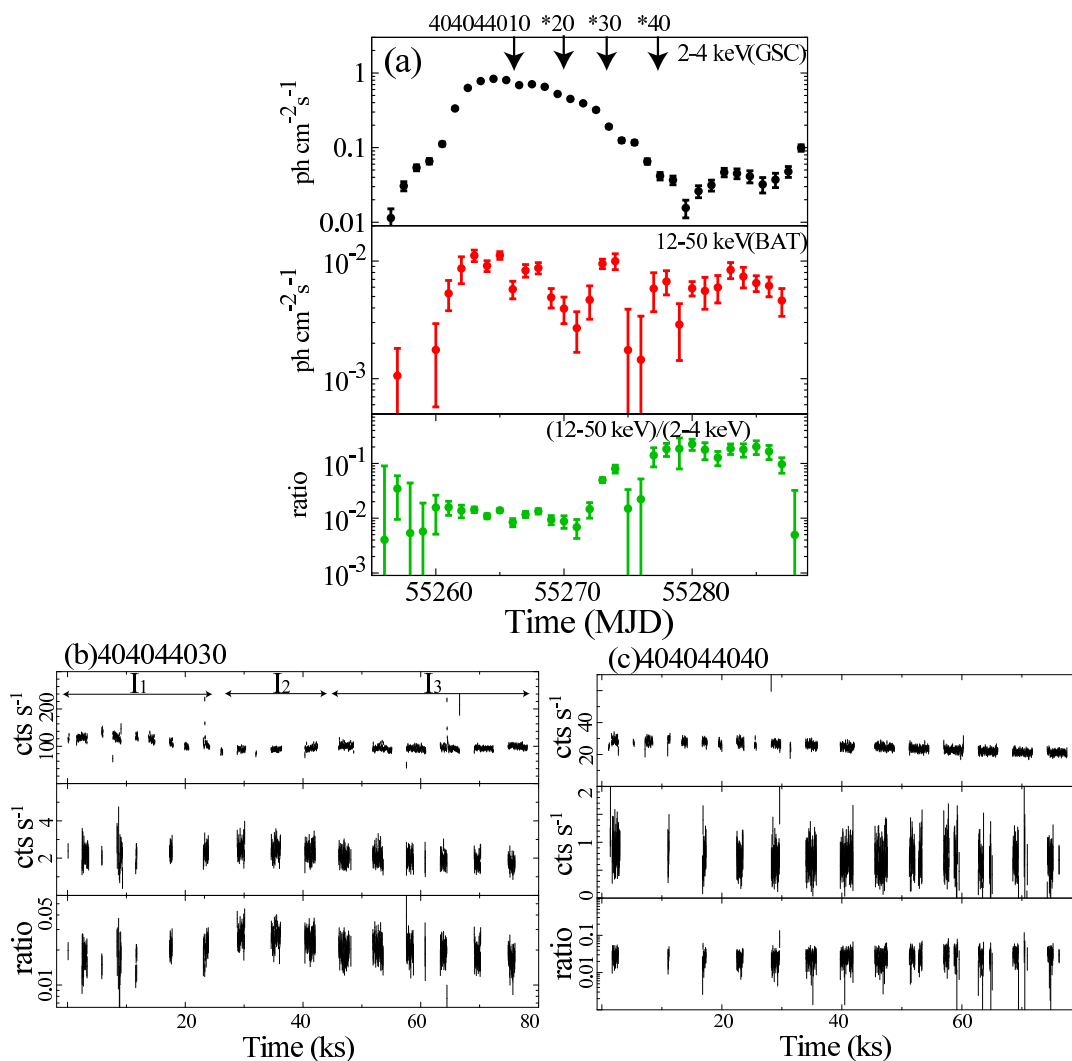 404044010 *20 *30 *40
(a) 2-4 keV(GSC)
ph cm-2s-1
1
0.1
0.01
12-50 keV(BAT)
ph cm-2s-1
10-2
10-3
(12-50 keV)/(2-4 keV)
ratio
10-1
10-2
10-3
55260 55270 55280
Time (MJD)
(b)404044030
I1 I2 I3
cts s-1
200
100
cts s-1
4
2
ratio
0.05
0.01
20 40 60 80
Time (ks)
(c)404044040
cts s-1
40
20
cts s-1
2
1
0
ratio
0.1
0.01
20 40 60
Time (ks)